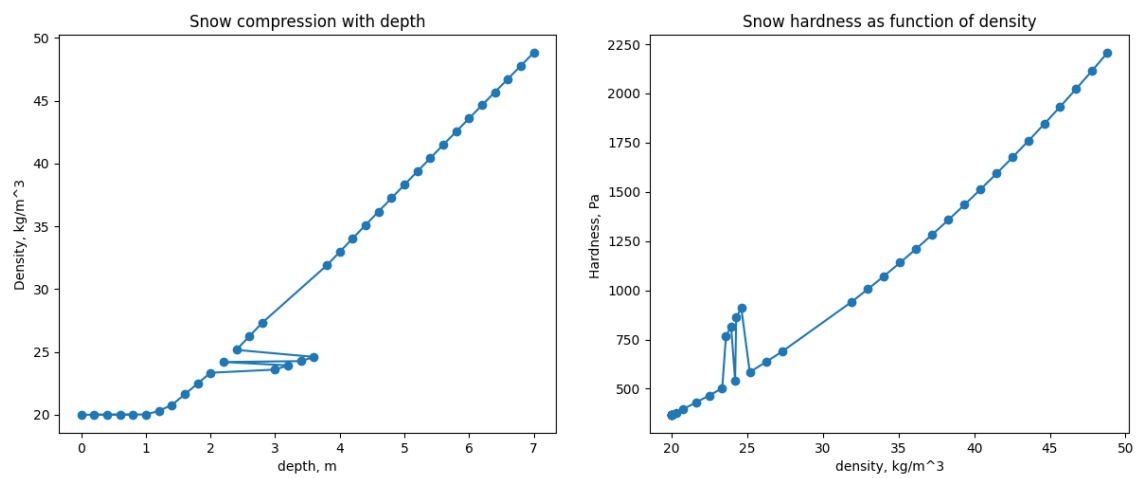 Snow compression with depth
Density, kg/m^3
50
45
40
35
30
25
20
0 1 2 3 4 5 6 7
depth, m
Snow hardness as function of density
Hardness, Pa
2250
2000
1750
1500
1250
1000
750
500
20 25 30 35 40 45 50
density, kg/m^3